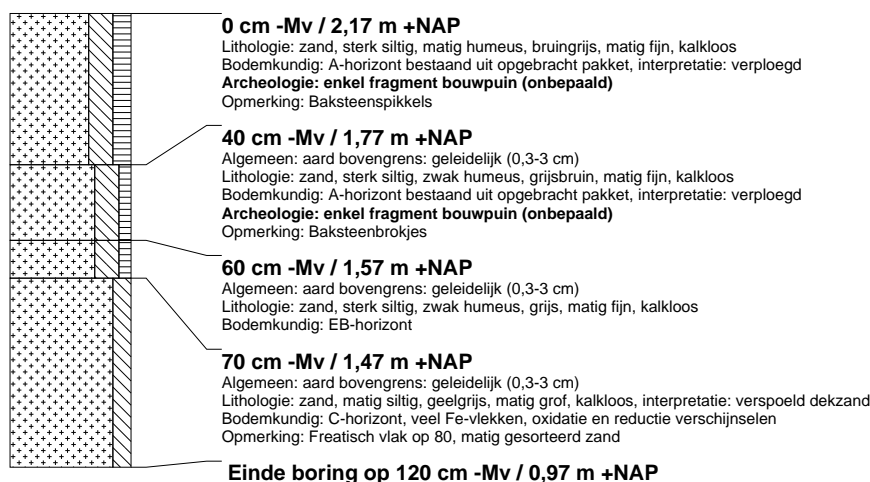 0 cm -Mv / 2,17 m +NAP
Lithologie: zand, sterk siltig, matig humeus, bruingrijs, matig fijn, kalkloos
Bodemkundig: A-horizont bestaand uit opgebracht pakket, interpretatie: verploegd
Archeologie: enkel fragment bouwpuin (onbepaald)
Opmerking: Baksteenspikkels
40 cm -Mv / 1,77 m +NAP
Algemeen: aard bovengrens: geleidelijk (0,3-3 cm)
Lithologie: zand, sterk siltig, zwak humeus, grijsbruin, matig fijn, kalkloos
Bodemkundig: A-horizont bestaand uit opgebracht pakket, interpretatie: verploegd
Archeologie: enkel fragment bouwpuin (onbepaald)
Opmerking: Baksteenbrokjes
60 cm -Mv / 1,57 m +NAP
Algemeen: aard bovengrens: geleidelijk (0,3-3 cm)
Lithologie: zand, sterk siltig, zwak humeus, grijs, matig fijn, kalkloos
Bodemkundig: EB-horizont
70 cm -Mv / 1,47 m +NAP
Algemeen: aard bovengrens: geleidelijk (0,3-3 cm)
Lithologie: zand, matig siltig, geelgrijs, matig grof, kalkloos, interpretatie: verspoeld dekzand
Bodemkundig: C-horizont, veel Fe-vlekken, oxidatie en reductie verschijnselen
Opmerking: Freatisch vlak op 80, matig gesorteerd zand
Einde boring op 120 cm -Mv / 0,97 m +NAP